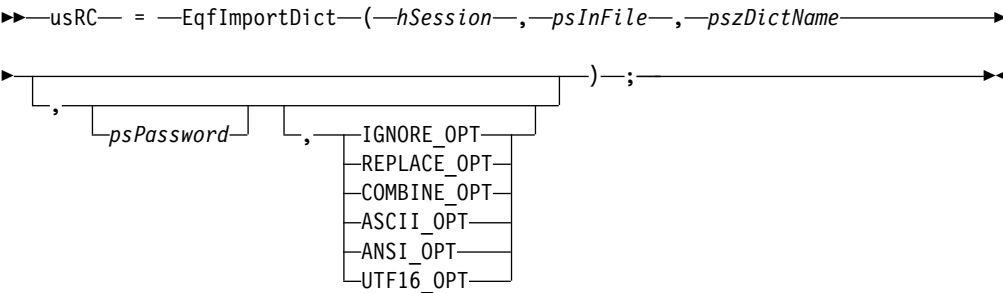 usRC = EqfImportDict ( hSession , psInFile , pszDictName
) ;
,
psPassword , IGNORE_OPT
REPLACE_OPT
COMBINE_OPT
ASCII_OPT
ANSI_OPT
UTF16_OPT